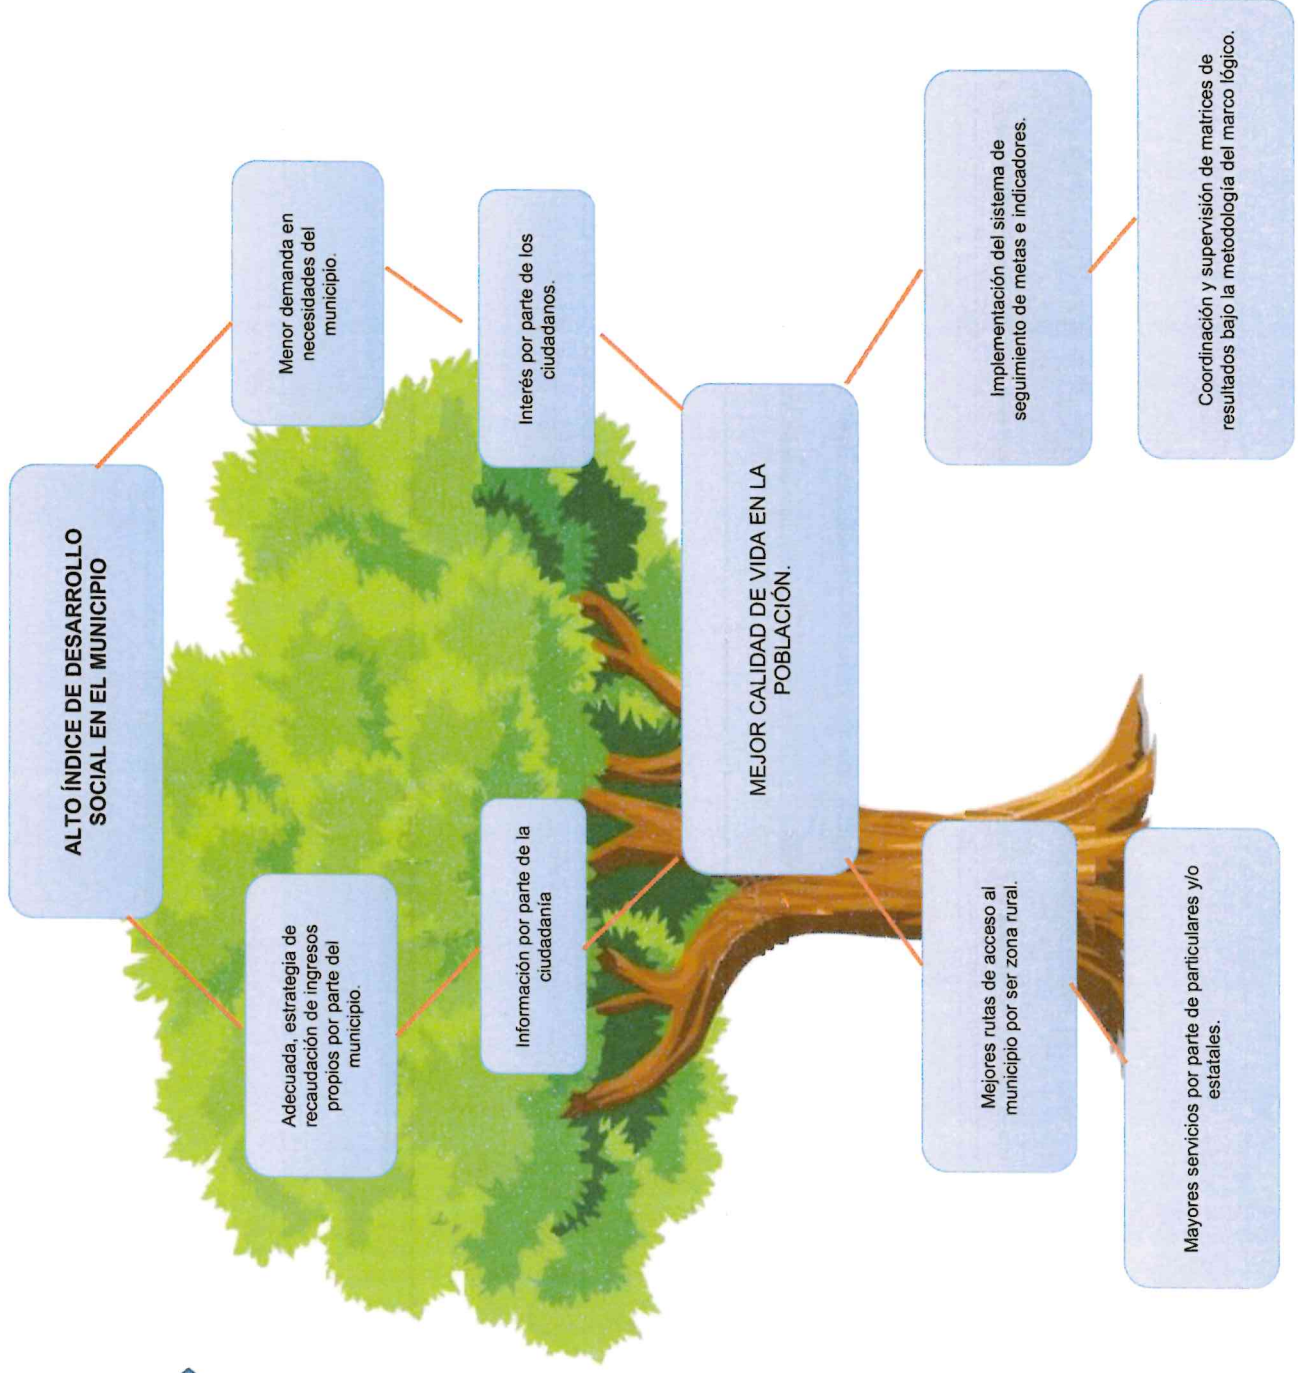 ALTO ÍNDICE DE DESARROLLO
SOCIAL EN EL MUNICIPIO
Adecuada, estrategia de
recaudación de ingresos
propios por parte del
municipio.
Menor demanda en
necesidades del
municipio.
Información por parte de la
ciudadanía
Interés por parte de los
ciudadanos.
MEJOR CALIDAD DE VIDA EN LA
POBLACIÓN.
Mejores rutas de acceso al
municipio por ser zona rural.
Implementación del sistema de
seguimiento de metas e indicadores.
Mayores servicios por parte de particulares y/o
estatales.
Coordinación y supervisión de matrices de
resultados bajo la metodología del marco lógico.